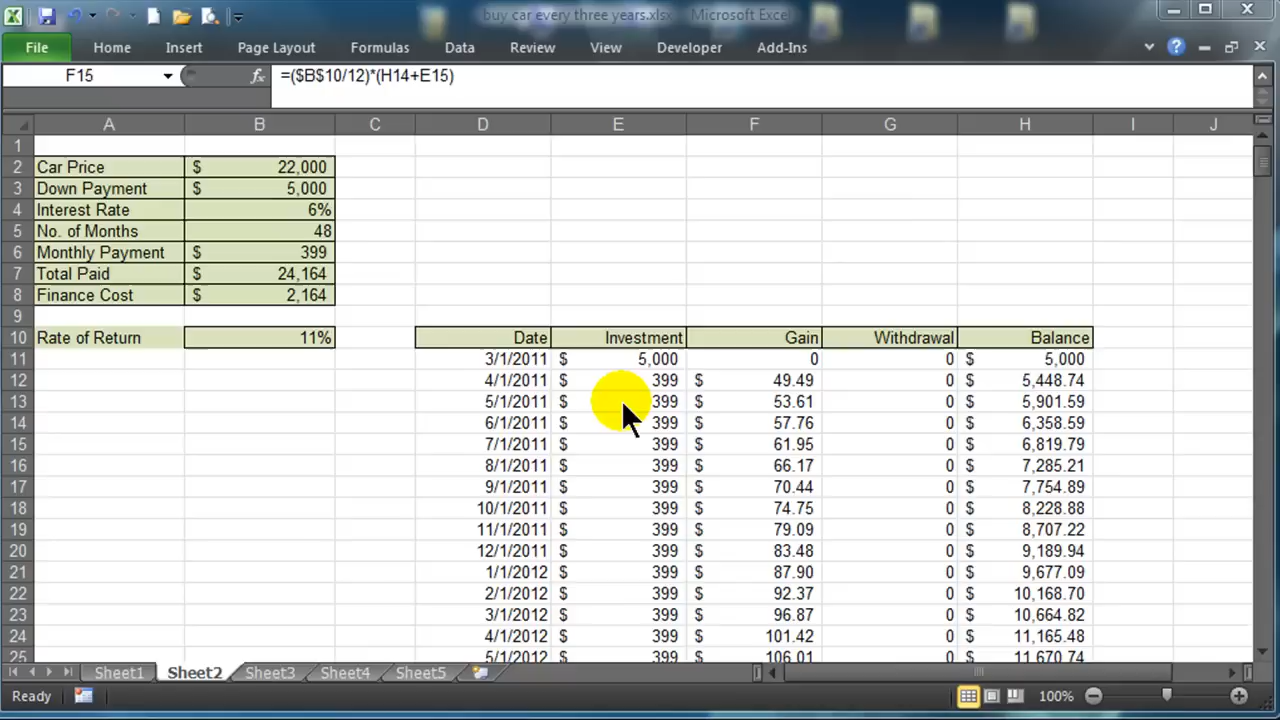 buy car every three years.xlsx - Microsoft Excel
File Home Insert Page Layout Formulas Data Review View Developer Add-Ins
F15 fx =($B$10/12)*(H14+E15)
A B C D E F G H I J
1
2 Car Price $ 22,000
3 Down Payment $ 5,000
4 Interest Rate 6%
5 No. of Months 48
6 Monthly Payment $ 399
7 Total Paid $ 24,164
8 Finance Cost $ 2,164
9
10 Rate of Return 11% Date Investment Gain Withdrawal Balance
11 3/1/2011 $ 5,000 0 0 $ 5,000
12 4/1/2011 $ 399 $ 49.49 0 $ 5,448.74
13 5/1/2011 $ 399 $ 53.61 0 $ 5,901.59
14 6/1/2011 $ 399 $ 57.76 0 $ 6,358.59
15 7/1/2011 $ 399 $ 61.95 0 $ 6,819.79
16 8/1/2011 $ 399 $ 66.17 0 $ 7,285.21
17 9/1/2011 $ 399 $ 70.44 0 $ 7,754.89
18 10/1/2011 $ 399 $ 74.75 0 $ 8,228.88
19 11/1/2011 $ 399 $ 79.09 0 $ 8,707.22
20 12/1/2011 $ 399 $ 83.48 0 $ 9,189.94
21 1/1/2012 $ 399 $ 87.90 0 $ 9,677.09
22 2/1/2012 $ 399 $ 92.37 0 $ 10,168.70
23 3/1/2012 $ 399 $ 96.87 0 $ 10,664.82
24 4/1/2012 $ 399 $ 101.42 0 $ 11,165.48
25 5/1/2012 $ 399 $ 106.01 0 $ 11,670.74
Sheet1 Sheet2 Sheet3 Sheet4 Sheet5
Ready 100%